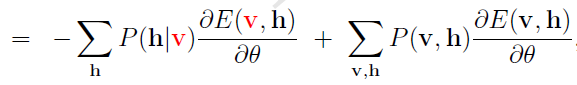 = − ∑_h P(h|v) ∂E(v, h)/∂θ + ∑_{v,h} P(v, h) ∂E(v, h)/∂θ,